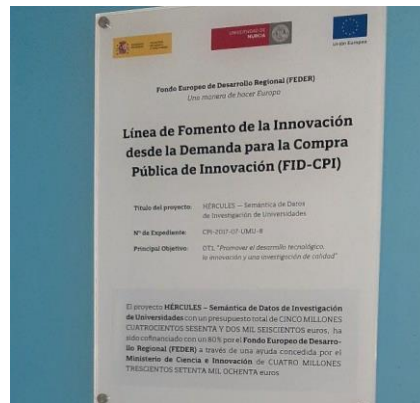 UNIVERSIDAD DE
MURCIA
Unión Europea
Fondo Europeo de Desarrollo Regional (FEDER)
Una manera de hacer Europa
Línea de Fomento de la Innovación
desde la Demanda para la Compra
Pública de Innovación (FID-CPI)
Título del proyecto: HÉRCULES – Semántica de Datos
de Investigación de Universidades
Nº de Expediente: CPI-2017-07-UMU-8
Principal Objetivo: OT1. "Promover el desarrollo tecnológico,
la innovación y una investigación de calidad"
El proyecto HÉRCULES – Semántica de Datos de Investigación
de Universidades con un presupuesto total de CINCO MILLONES
CUATROCIENTOS SESENTA Y DOS MIL SEISCIENTOS euros, ha
sido cofinanciado con un 80% por el Fondo Europeo de Desarro-
llo Regional (FEDER) a través de una ayuda concedida por el
Ministerio de Ciencia e Innovación de CUATRO MILLONES
TRESCIENTOS SETENTA MIL OCHENTA euros